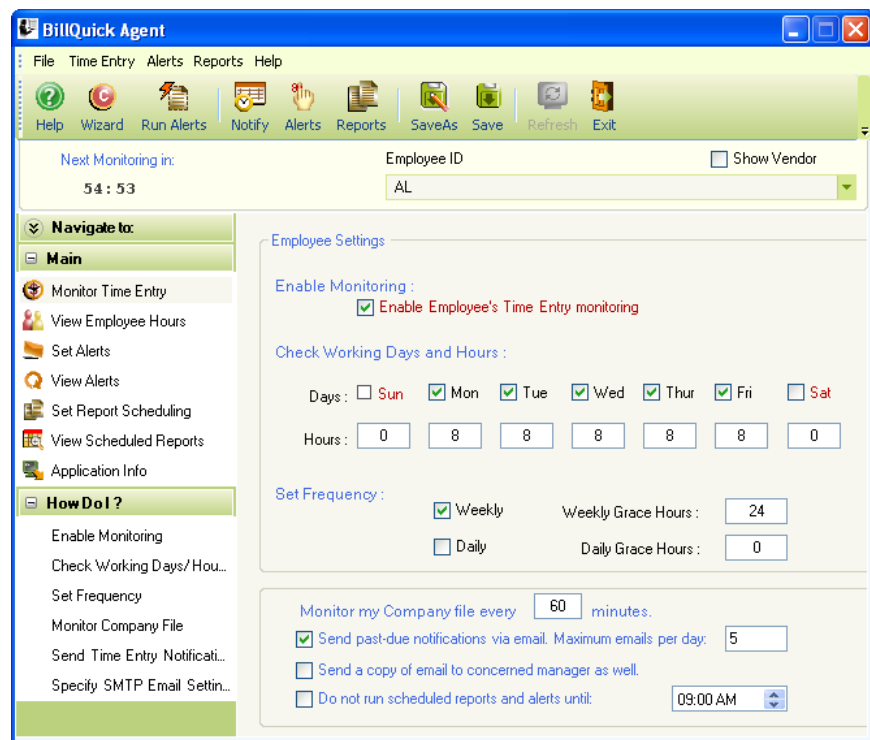 BillQuick Agent
File Time Entry Alerts Reports Help
Help Wizard Run Alerts Notify Alerts Reports SaveAs Save Refresh Exit
Next Monitoring in: Employee ID Show Vendor
54:53 AL
Navigate to:
Main
Monitor Time Entry
View Employee Hours
Set Alerts
View Alerts
Set Report Scheduling
View Scheduled Reports
Application Info
How Do I ?
Enable Monitoring
Check Working Days/Hou...
Set Frequency
Monitor Company File
Send Time Entry Notificati...
Specify SMTP Email Settin...
Employee Settings
Enable Monitoring :
Enable Employee's Time Entry monitoring
Check Working Days and Hours :
Days : Sun Mon Tue Wed Thur Fri Sat
Hours : 0 8 8 8 8 8 0
Set Frequency :
Weekly Weekly Grace Hours : 24
Daily Daily Grace Hours : 0
Monitor my Company file every 60 minutes.
Send past-due notifications via email. Maximum emails per day: 5
Send a copy of email to concerned manager as well.
Do not run scheduled reports and alerts until: 09:00 AM